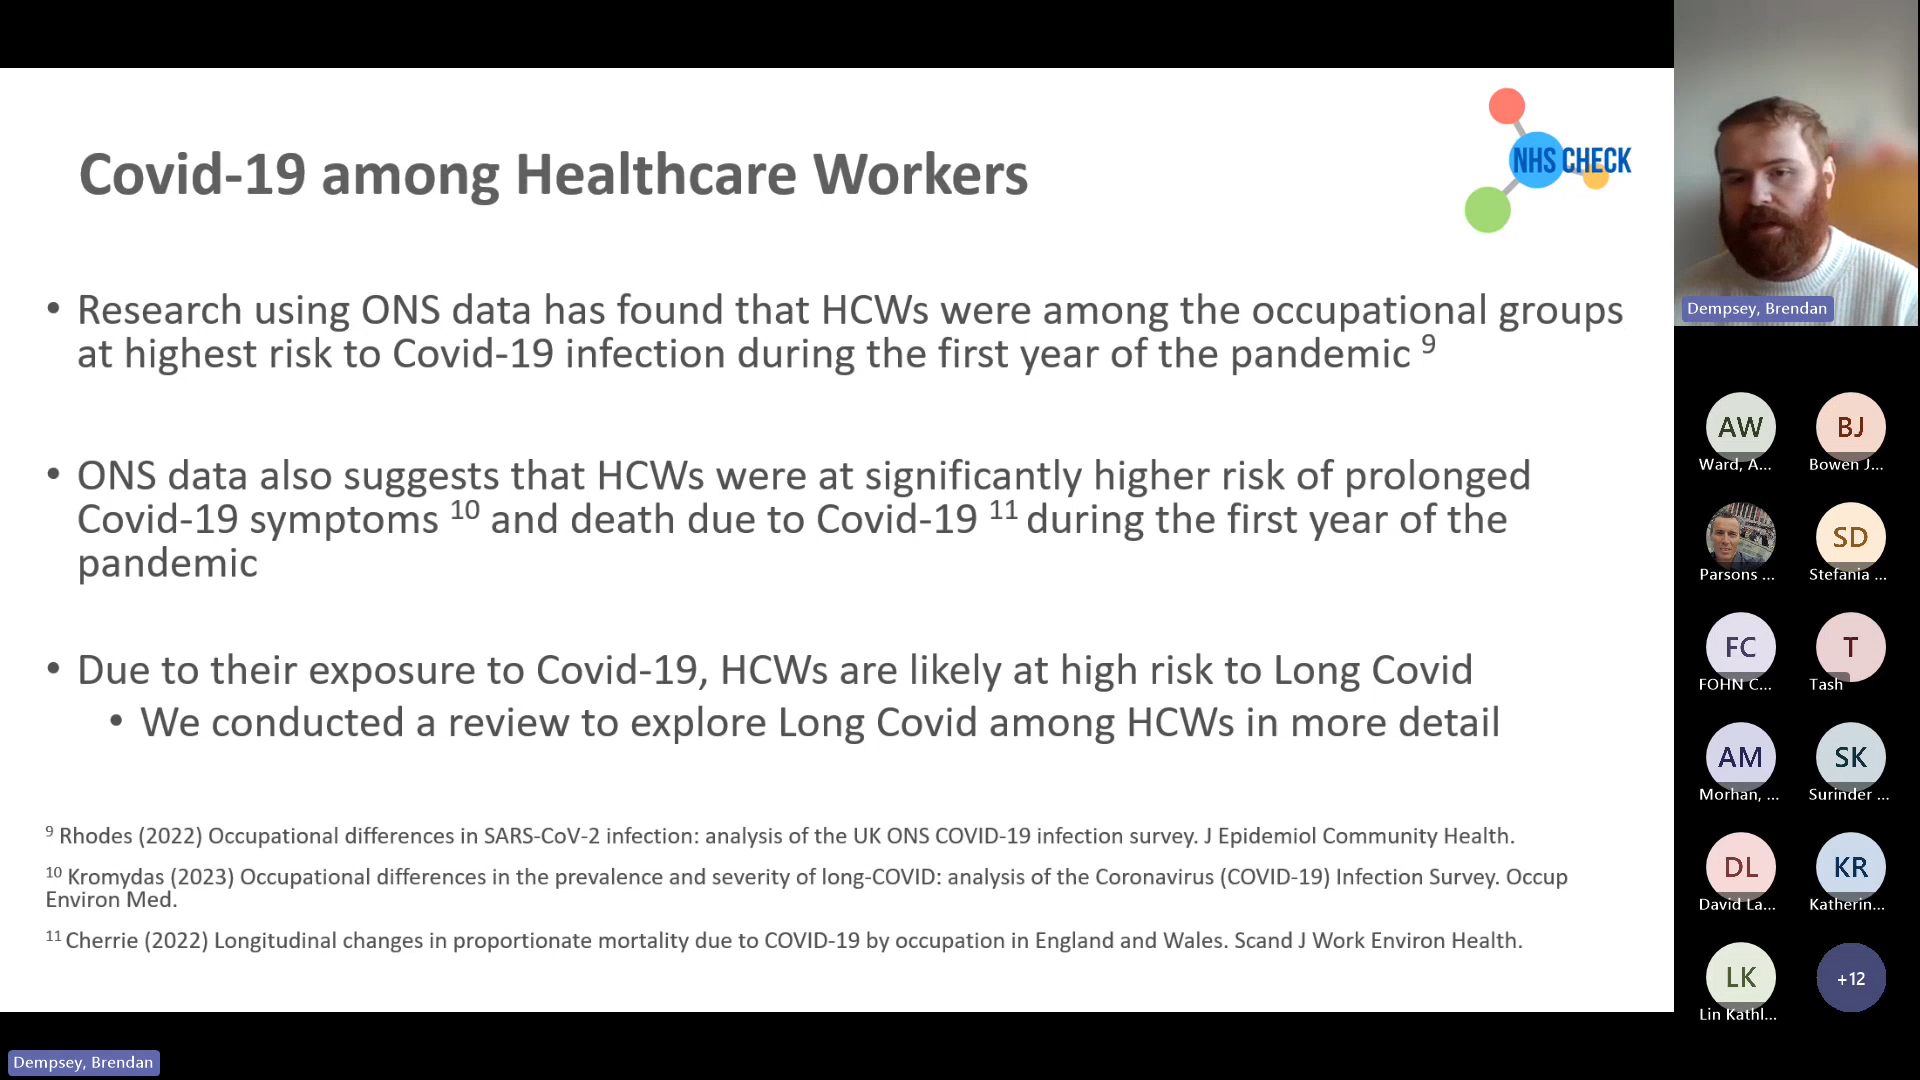 Covid-19 among Healthcare Workers
NHS CHECK
• Research using ONS data has found that HCWs were among the occupational groups
at highest risk to Covid-19 infection during the first year of the pandemic 9
• ONS data also suggests that HCWs were at significantly higher risk of prolonged
Covid-19 symptoms 10 and death due to Covid-19 11 during the first year of the
pandemic
• Due to their exposure to Covid-19, HCWs are likely at high risk to Long Covid
• We conducted a review to explore Long Covid among HCWs in more detail
9 Rhodes (2022) Occupational differences in SARS-CoV-2 infection: analysis of the UK ONS COVID-19 infection survey. J Epidemiol Community Health.
10 Kromydas (2023) Occupational differences in the prevalence and severity of long-COVID: analysis of the Coronavirus (COVID-19) Infection Survey. Occup
Environ Med.
11 Cherrie (2022) Longitudinal changes in proportionate mortality due to COVID-19 by occupation in England and Wales. Scand J Work Environ Health.
Dempsey, Brendan
Dempsey, Brendan
AW
Ward, A...
BJ
Bowen J...
Parsons ...
SD
Stefania ...
FC
FOHN C...
T
Tash
AM
Morhan, ...
SK
Surinder ...
DL
David La...
KR
Katherin...
LK
Lin Kathl...
+12